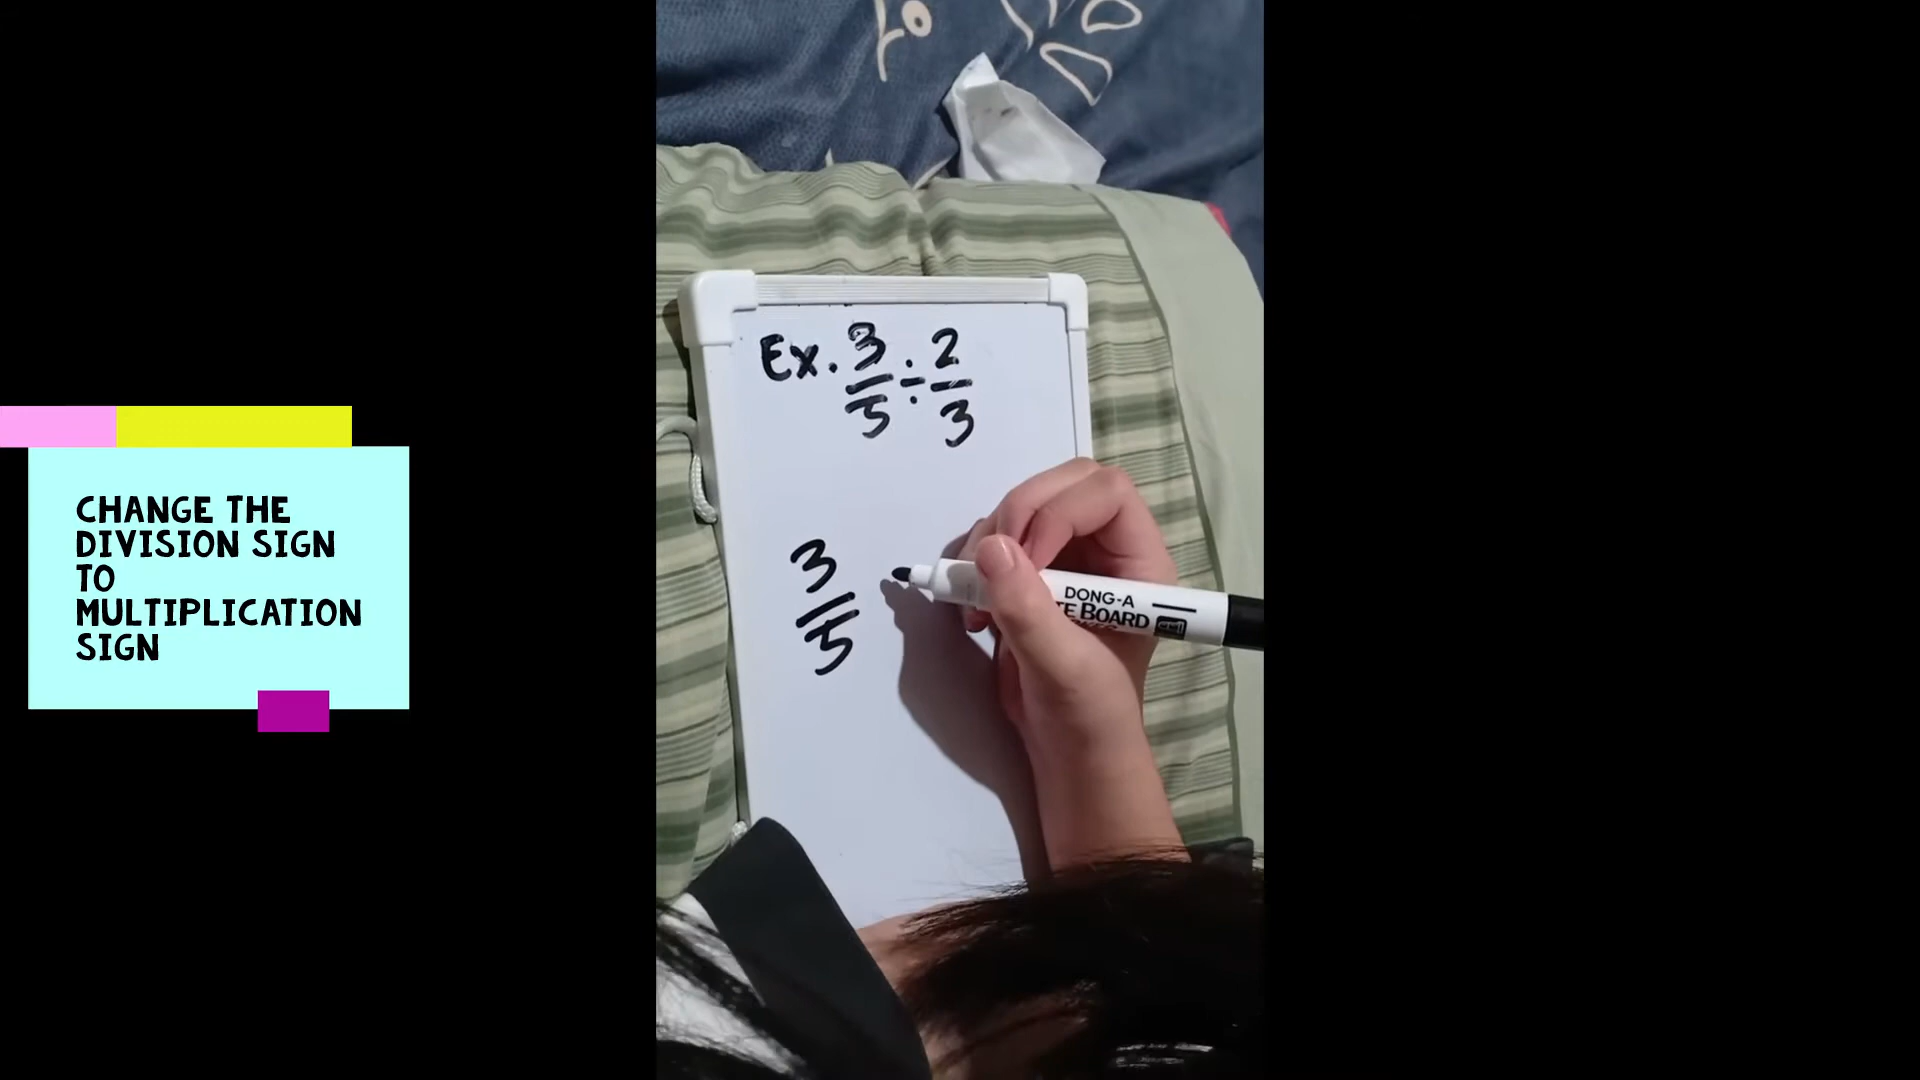 CHANGE THE
DIVISION SIGN
TO
MULTIPLICATION
SIGN
Ex. 3/5 ÷ 2/3
3/5
DONG-A
BOARD